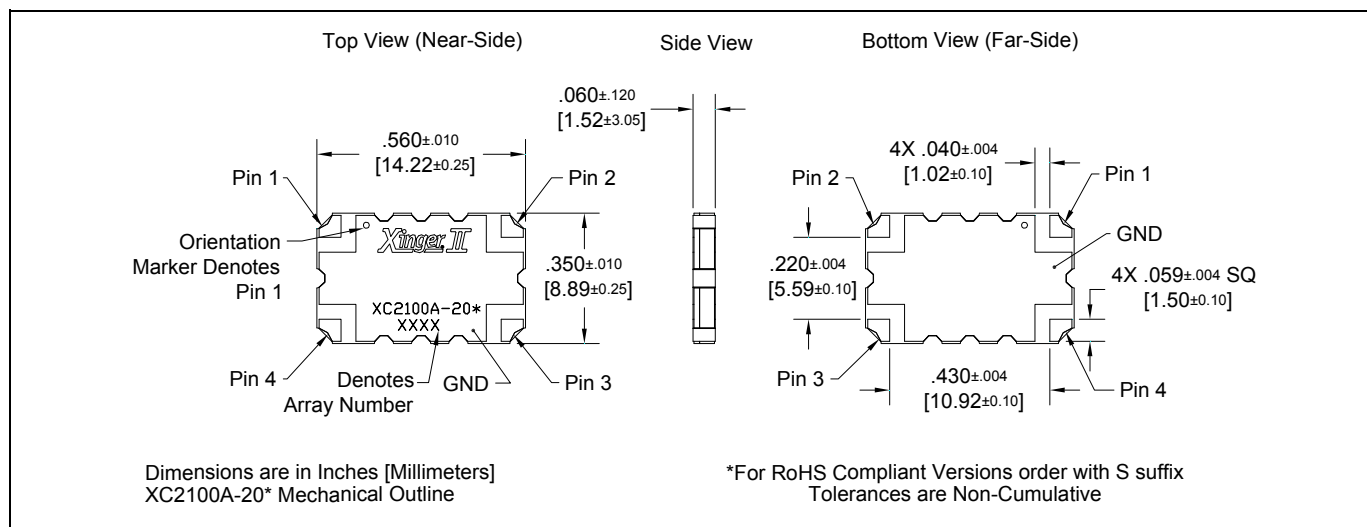 Top View (Near-Side)
Side View
Bottom View (Far-Side)
.560±.010
[14.22±0.25]
.060±.120
[1.52±3.05]
4X .040±.004
[1.02±0.10]
Pin 1
Pin 2
Pin 2
Pin 1
Orientation
Marker Denotes
Pin 1
Xinger II
GND
.350±.010
[8.89±0.25]
.220±.004
[5.59±0.10]
4X .059±.004 SQ
[1.50±0.10]
XC2100A-20*
XXXX
Pin 4
Denotes
Array Number
GND
Pin 3
Pin 3
.430±.004
[10.92±0.10]
Pin 4
Dimensions are in Inches [Millimeters]
XC2100A-20* Mechanical Outline
*For RoHS Compliant Versions order with S suffix
Tolerances are Non-Cumulative